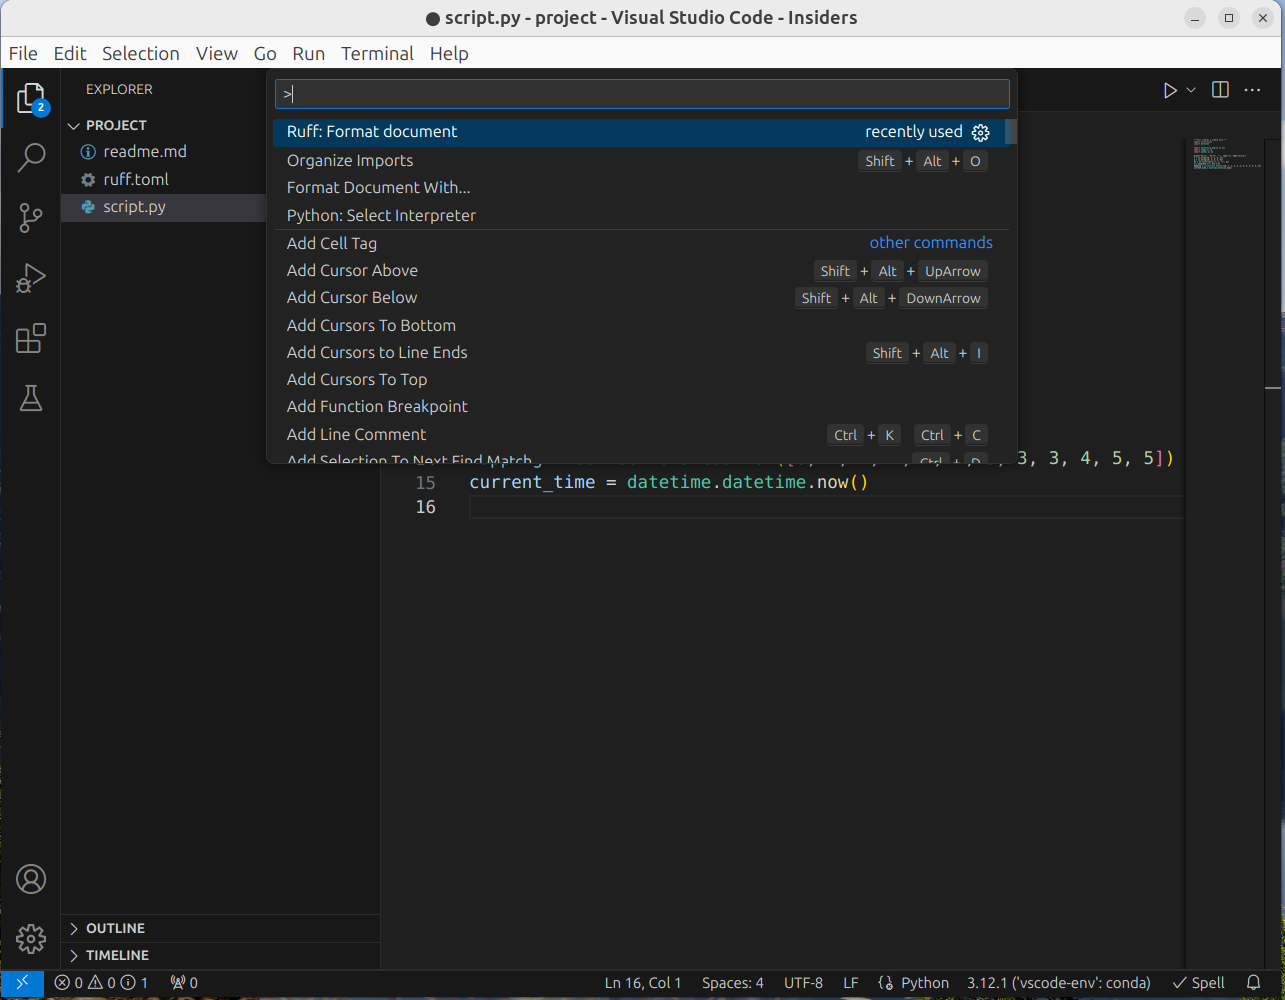 ● script.py - project - Visual Studio Code - Insiders
File Edit Selection View Go Run Terminal Help
EXPLORER
2
>
PROJECT
readme.md
ruff.toml
script.py
Ruff: Format document recently used
Organize Imports Shift + Alt + O
Format Document With...
Python: Select Interpreter
Add Cell Tag other commands
Add Cursor Above Shift + Alt + UpArrow
Add Cursor Below Shift + Alt + DownArrow
Add Cursors To Bottom
Add Cursors to Line Ends Shift + Alt + I
Add Cursors To Top
Add Function Breakpoint
Add Line Comment Ctrl + K Ctrl + C
Add Selection To Next Find Match Ctrl + D
3, 3, 4, 5, 5])
15 current_time = datetime.datetime.now()
16
OUTLINE
TIMELINE
0 0 1 0 Ln 16, Col 1 Spaces: 4 UTF-8 LF Python 3.12.1 ('vscode-env': conda) Spell